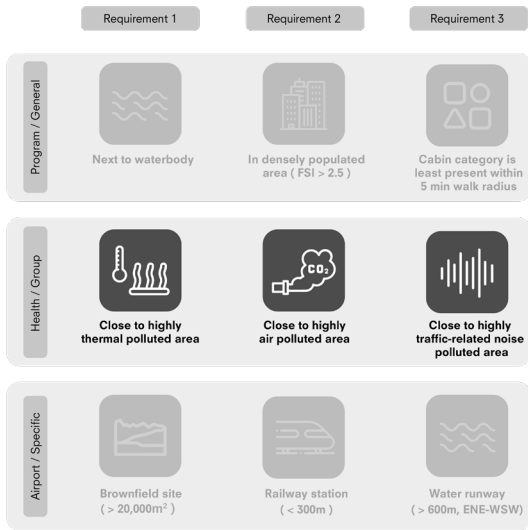 Requirement 1
Requirement 2
Requirement 3
Program / General
Next to waterbody
In densely populated
area ( FSI > 2.5 )
Cabin category is
least present within
5 min walk radius
Health / Group
CO₂
Close to highly
thermal polluted area
Close to highly
air polluted area
Close to highly
traffic-related noise
polluted area
Airport / Specific
Brownfield site
( > 20,000m² )
Railway station
( < 300m )
Water runway
( > 600m, ENE-WSW)